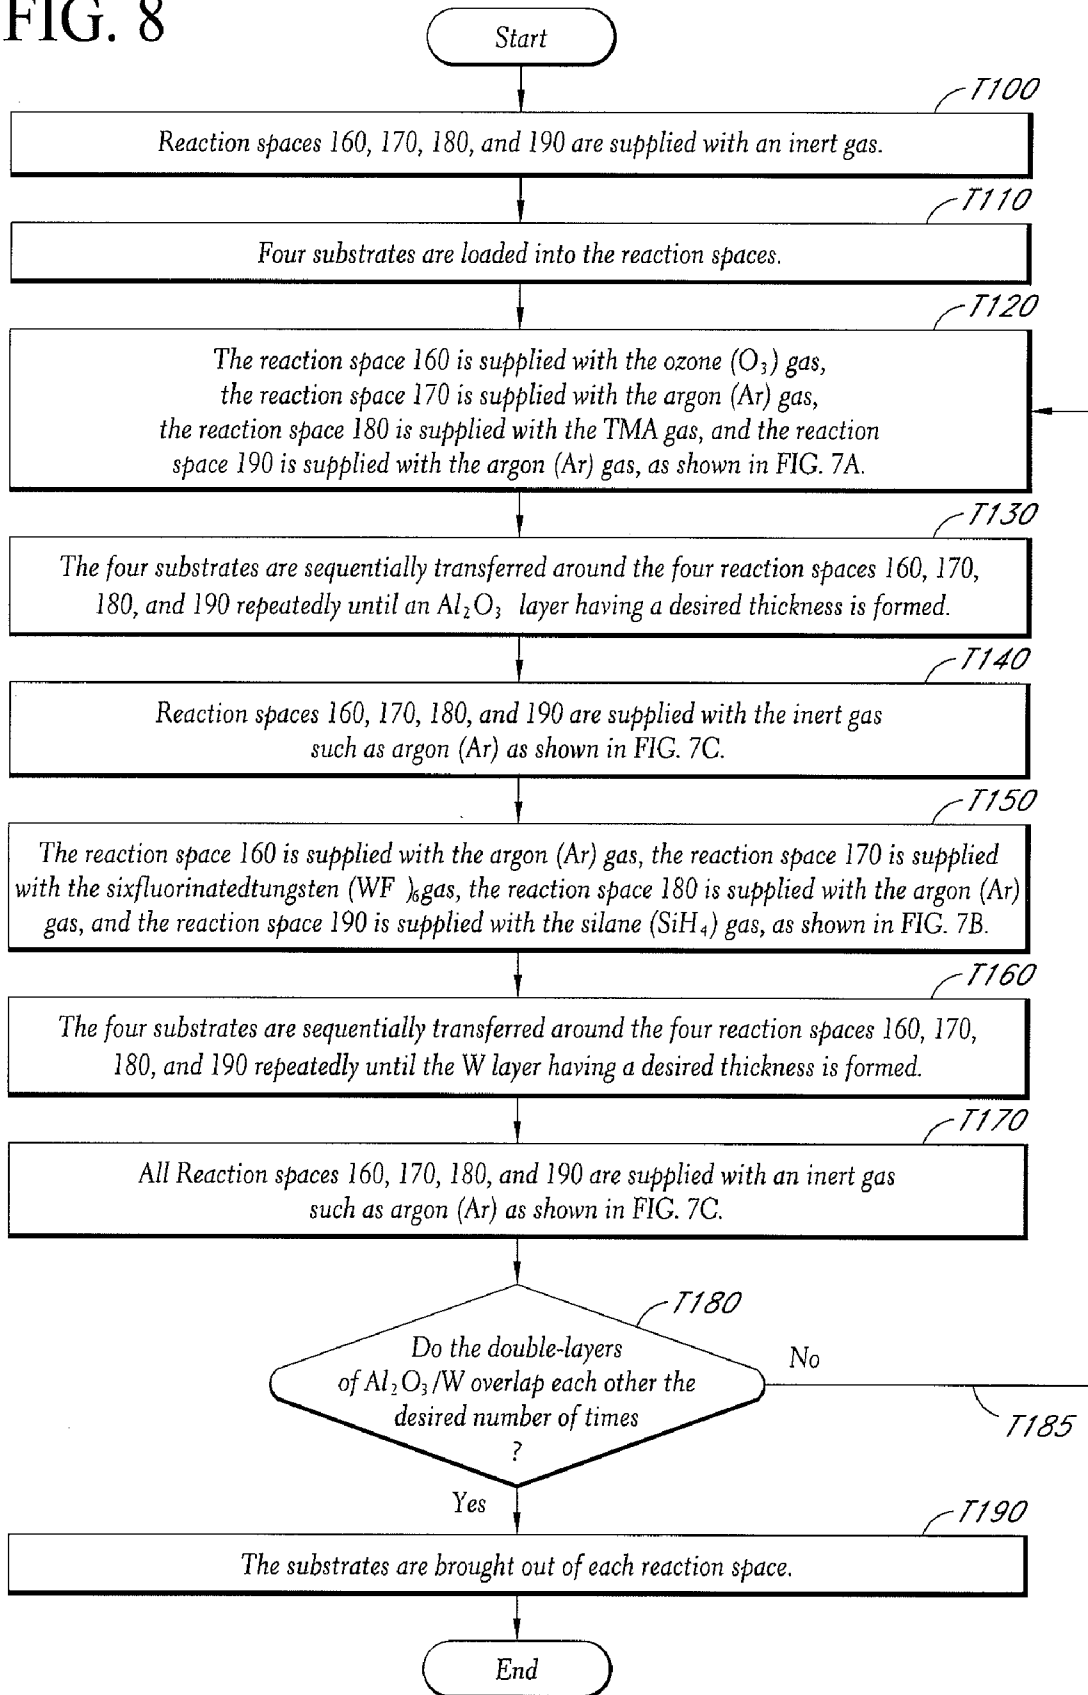 FIG. 8
Start
T100
Reaction spaces 160, 170, 180, and 190 are supplied with an inert gas.
T110
Four substrates are loaded into the reaction spaces.
T120
The reaction space 160 is supplied with the ozone (O₃) gas,
the reaction space 170 is supplied with the argon (Ar) gas,
the reaction space 180 is supplied with the TMA gas, and the reaction
space 190 is supplied with the argon (Ar) gas, as shown in FIG. 7A.
T130
The four substrates are sequentially transferred around the four reaction spaces 160, 170,
180, and 190 repeatedly until an Al₂O₃ layer having a desired thickness is formed.
T140
Reaction spaces 160, 170, 180, and 190 are supplied with the inert gas
such as argon (Ar) as shown in FIG. 7C.
T150
The reaction space 160 is supplied with the argon (Ar) gas, the reaction space 170 is supplied
with the sixfluorinatedtungsten (WF )₆gas, the reaction space 180 is supplied with the argon (Ar)
gas, and the reaction space 190 is supplied with the silane (SiH₄) gas, as shown in FIG. 7B.
T160
The four substrates are sequentially transferred around the four reaction spaces 160, 170,
180, and 190 repeatedly until the W layer having a desired thickness is formed.
T170
All Reaction spaces 160, 170, 180, and 190 are supplied with an inert gas
such as argon (Ar) as shown in FIG. 7C.
T180
Do the double-layers
of Al₂O₃/W overlap each other the
desired number of times
?
No
T185
Yes
T190
The substrates are brought out of each reaction space.
End